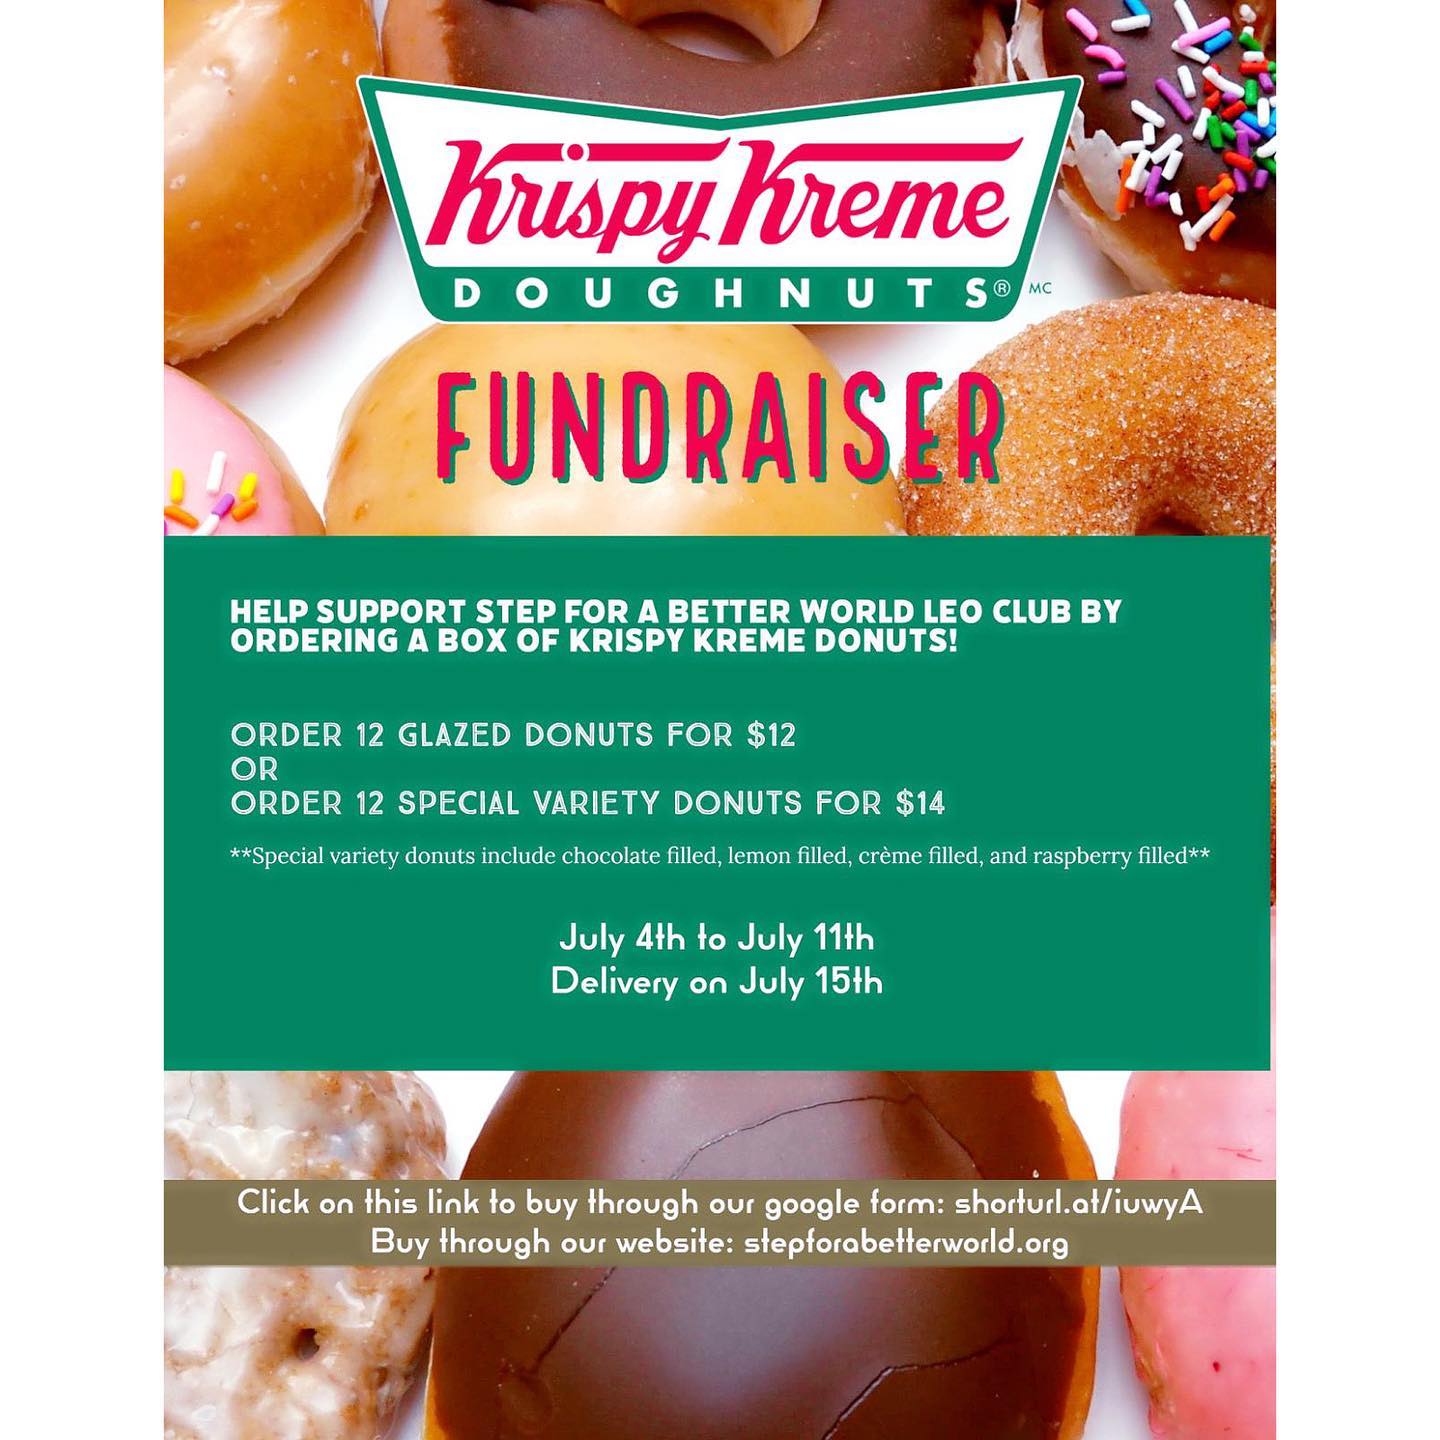 Krispy Kreme
DOUGHNUTS® MC
FUNDRAISER
HELP SUPPORT STEP FOR A BETTER WORLD LEO CLUB BY
ORDERING A BOX OF KRISPY KREME DONUTS!
ORDER 12 GLAZED DONUTS FOR $12
OR
ORDER 12 SPECIAL VARIETY DONUTS FOR $14
**Special variety donuts include chocolate filled, lemon filled, crème filled, and raspberry filled**
July 4th to July 11th
Delivery on July 15th
Click on this link to buy through our google form: shorturl.at/iuwyA
Buy through our website: stepforabetterworld.org